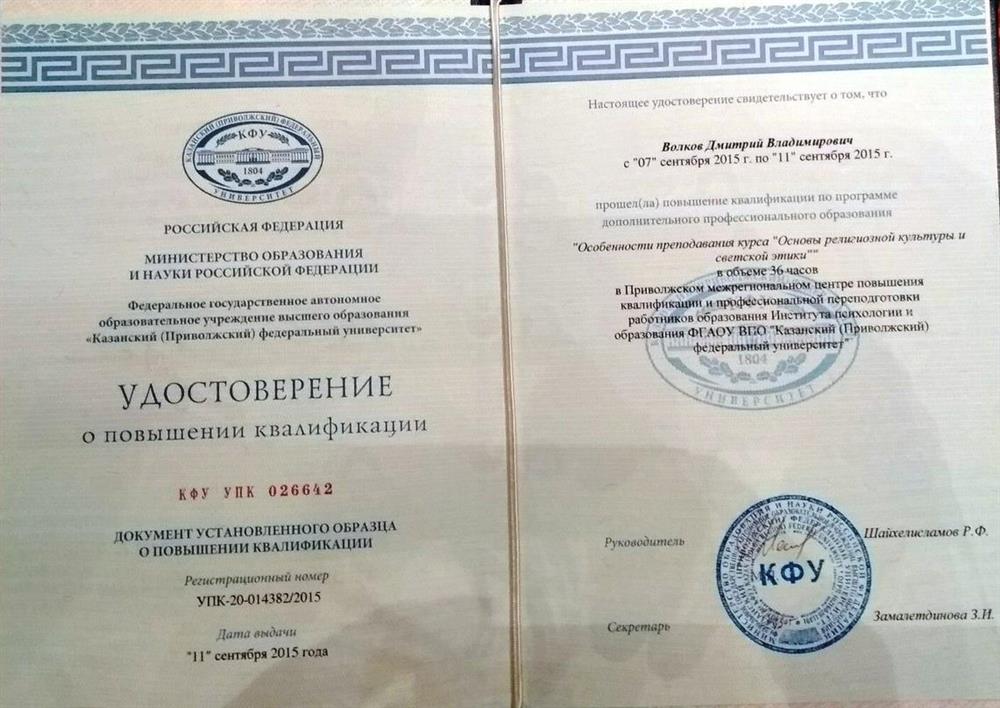 КАЗАНСКИЙ (ПРИВОЛЖСКИЙ) ФЕДЕРАЛЬНЫЙ
КФУ
1804
УНИВЕРСИТЕТ
РОССИЙСКАЯ ФЕДЕРАЦИЯ
МИНИСТЕРСТВО ОБРАЗОВАНИЯ
И НАУКИ РОССИЙСКОЙ ФЕДЕРАЦИИ
Федеральное государственное автономное
образовательное учреждение высшего образования
«Казанский (Приволжский) федеральный университет»
УДОСТОВЕРЕНИЕ
о повышении квалификации
КФУ УПК 026642
ДОКУМЕНТ УСТАНОВЛЕННОГО ОБРАЗЦА
О ПОВЫШЕНИИ КВАЛИФИКАЦИИ
Регистрационный номер
УПК-20-014382/2015
Дата выдачи
"11" сентября 2015 года
Настоящее удостоверение свидетельствует о том, что
Волков Дмитрий Владимирович
с "07" сентября 2015 г. по "11" сентября 2015 г.
прошел(ла) повышение квалификации по программе
дополнительного профессионального образования
"Особенности преподавания курса "Основы религиозной культуры и
светской этики""
в объеме 36 часов
в Приволжском межрегиональном центре повышения
квалификации и профессиональной переподготовки
работников образования Института психологии и
образования ФГАОУ ВПО "Казанский (Приволжский)
федеральный университет"
1804
УНИВЕРСИТЕТ
Руководитель
Шайхелисламов Р.Ф.
КФУ
Секретарь
Замалетдинова З.И.